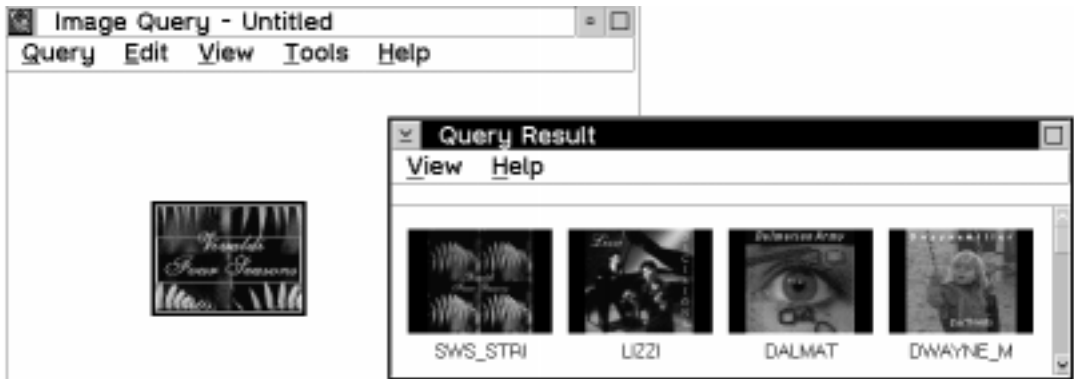 Image Query - Untitled
Query Edit View Tools Help
Vivaldi
Four Seasons
Query Result
View Help
Lizzi
Dalmatian Army
DwayneMiller
SWS_STRI LIZZI DALMAT DWAYNE_M